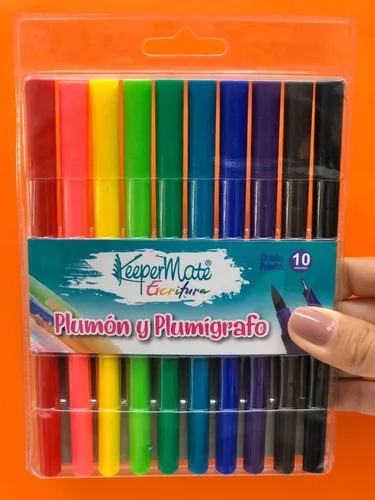 KeeperMate®
Escritura
Doble
Punta
10
Plumón y Plumígrafo